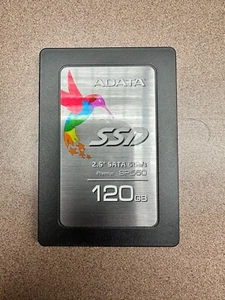 ADATA
SSD
2.5" SATA 6Gb/s
Premier SP550
120GB